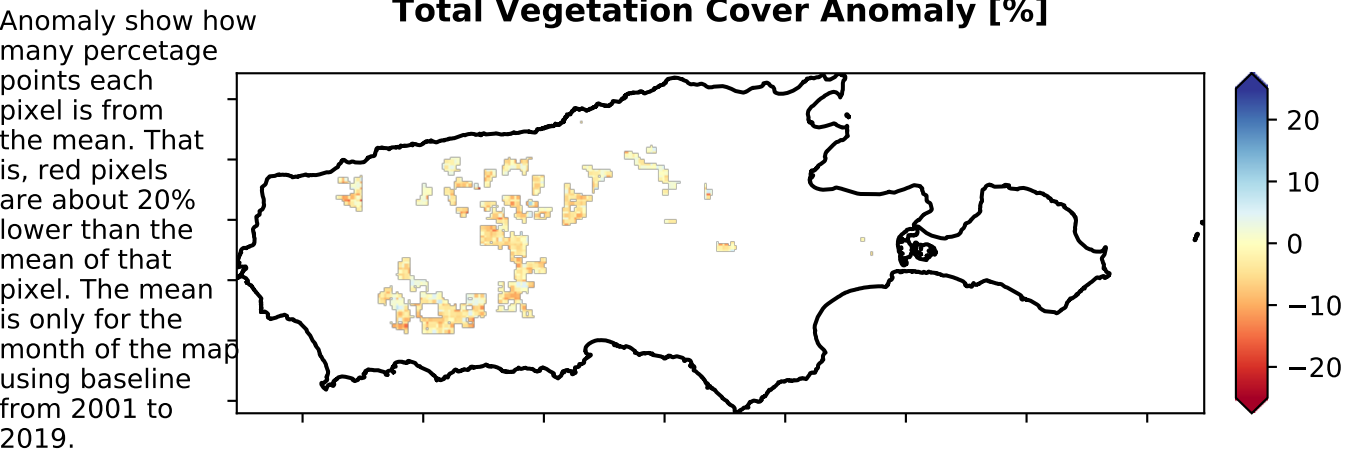 Total Vegetation Cover Anomaly [%]
Anomaly show how
many percetage
points each
pixel is from
the mean. That
is, red pixels
are about 20%
lower than the
mean of that
pixel. The mean
is only for the
month of the map
using baseline
from 2001 to
2019.
20
10
0
−10
−20